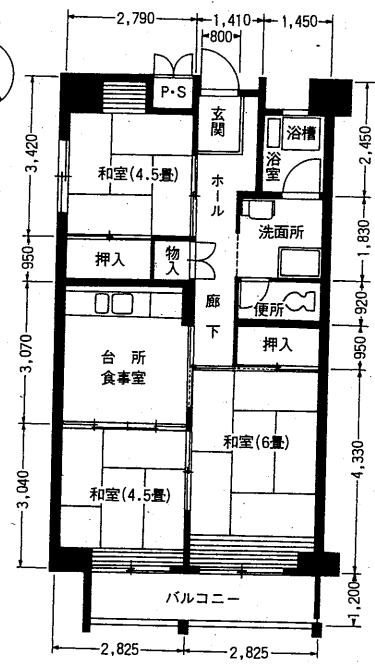 2,790
1,410
1,450
800
P・S
玄関
浴槽
浴室
3,420
2,450
和室(4.5畳)
ホール
洗面所
1,830
950
押入
物入
廊下
便所
920
押入
950
3,070
台所
食事室
和室(6畳)
4,330
3,040
和室(4.5畳)
バルコニー
1,200
2,825
2,825